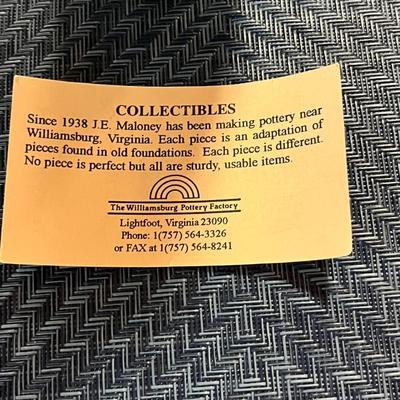 COLLECTIBLES
Since 1938 J.E. Maloney has been making pottery near
Williamsburg, Virginia. Each piece is an adaptation of
pieces found in old foundations. Each piece is different.
No piece is perfect but all are sturdy, usable items.
The Williamsburg Pottery Factory
Lightfoot, Virginia 23090
Phone: 1(757) 564-3326
or FAX at 1(757) 564-8241